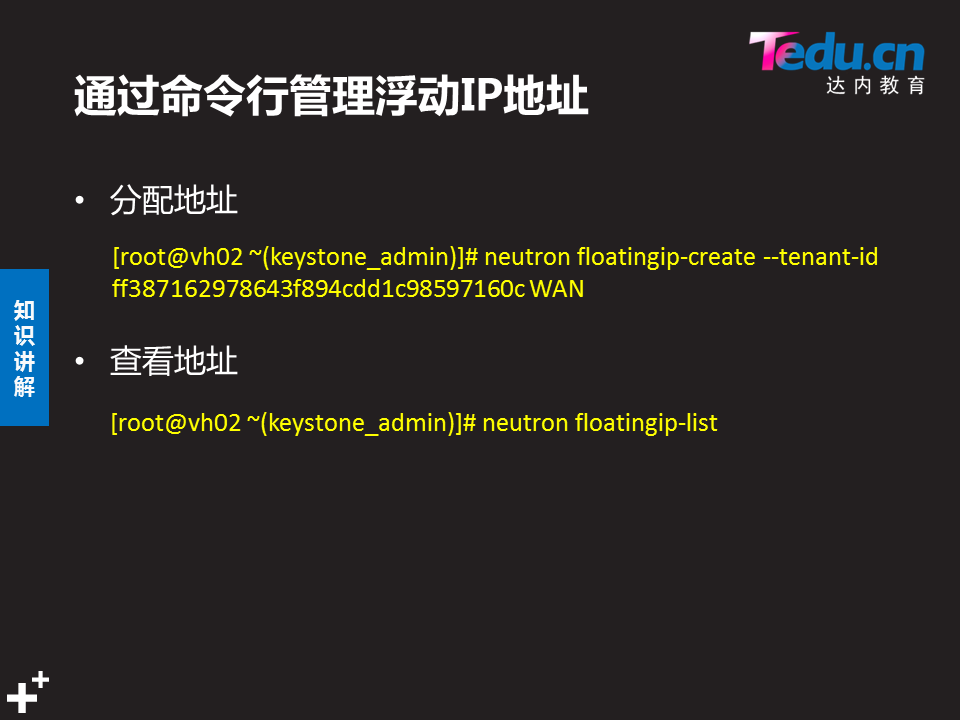 Tedu.cn
达内教育
通过命令行管理浮动IP地址
• 分配地址
[root@vh02 ~(keystone_admin)]# neutron floatingip-create --tenant-id
ff387162978643f894cdd1c98597160c WAN
知识讲解
• 查看地址
[root@vh02 ~(keystone_admin)]# neutron floatingip-list